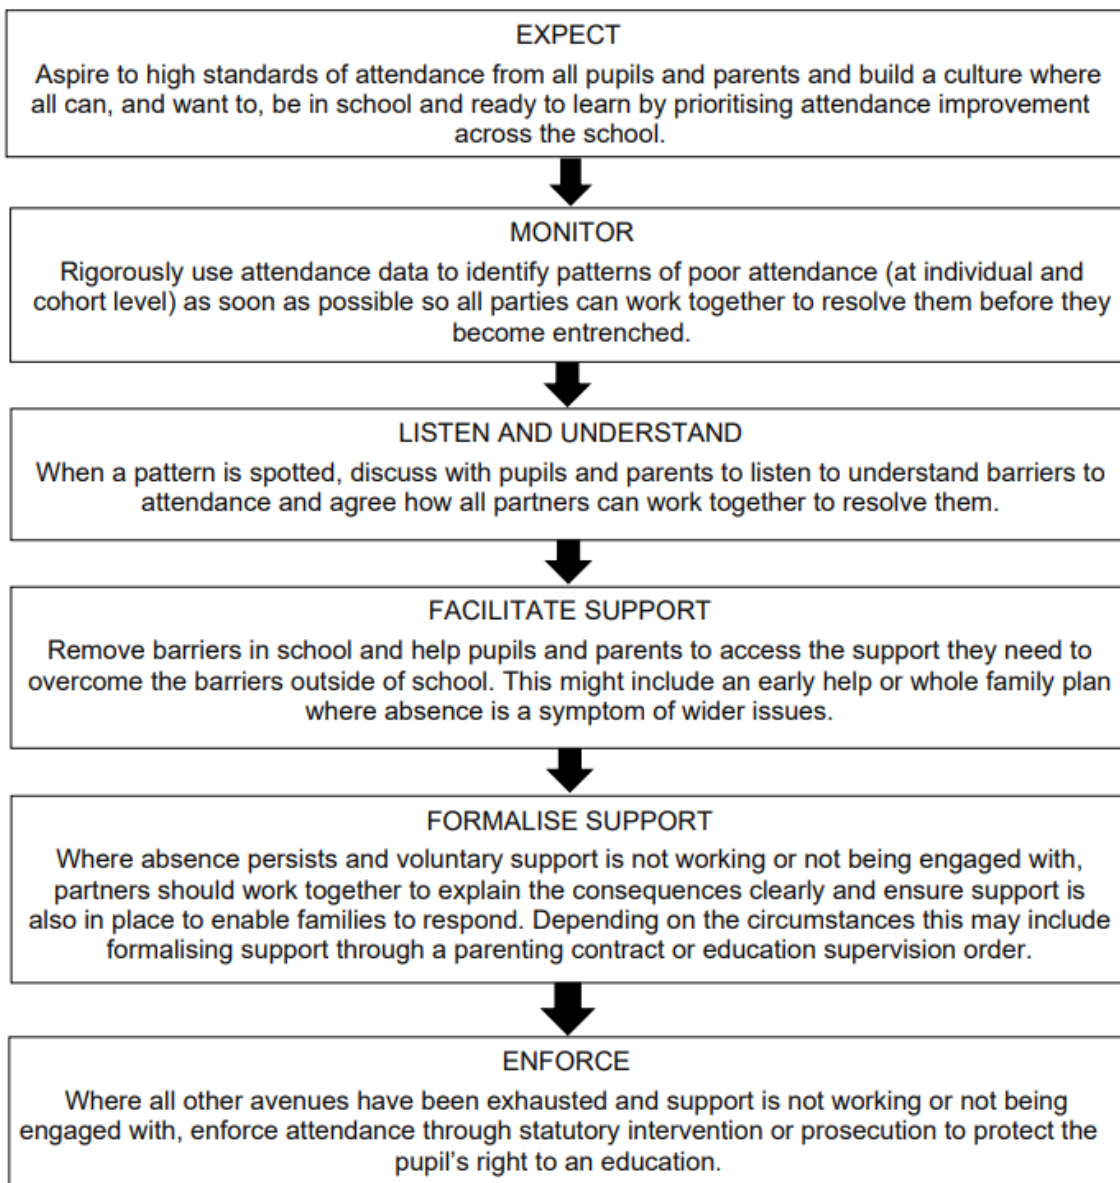 EXPECT
Aspire to high standards of attendance from all pupils and parents and build a culture where
all can, and want to, be in school and ready to learn by prioritising attendance improvement
across the school.
MONITOR
Rigorously use attendance data to identify patterns of poor attendance (at individual and
cohort level) as soon as possible so all parties can work together to resolve them before they
become entrenched.
LISTEN AND UNDERSTAND
When a pattern is spotted, discuss with pupils and parents to listen to understand barriers to
attendance and agree how all partners can work together to resolve them.
FACILITATE SUPPORT
Remove barriers in school and help pupils and parents to access the support they need to
overcome the barriers outside of school. This might include an early help or whole family plan
where absence is a symptom of wider issues.
FORMALISE SUPPORT
Where absence persists and voluntary support is not working or not being engaged with,
partners should work together to explain the consequences clearly and ensure support is
also in place to enable families to respond. Depending on the circumstances this may include
formalising support through a parenting contract or education supervision order.
ENFORCE
Where all other avenues have been exhausted and support is not working or not being
engaged with, enforce attendance through statutory intervention or prosecution to protect the
pupil's right to an education.